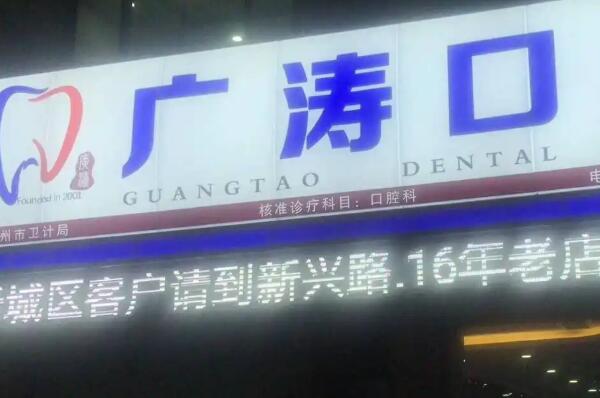 广涛口
Founded in 2001
GUANGTAO DENTAL
州市卫计局 核准诊疗科目：口腔科 电
城区客户请到新兴路.16年老店